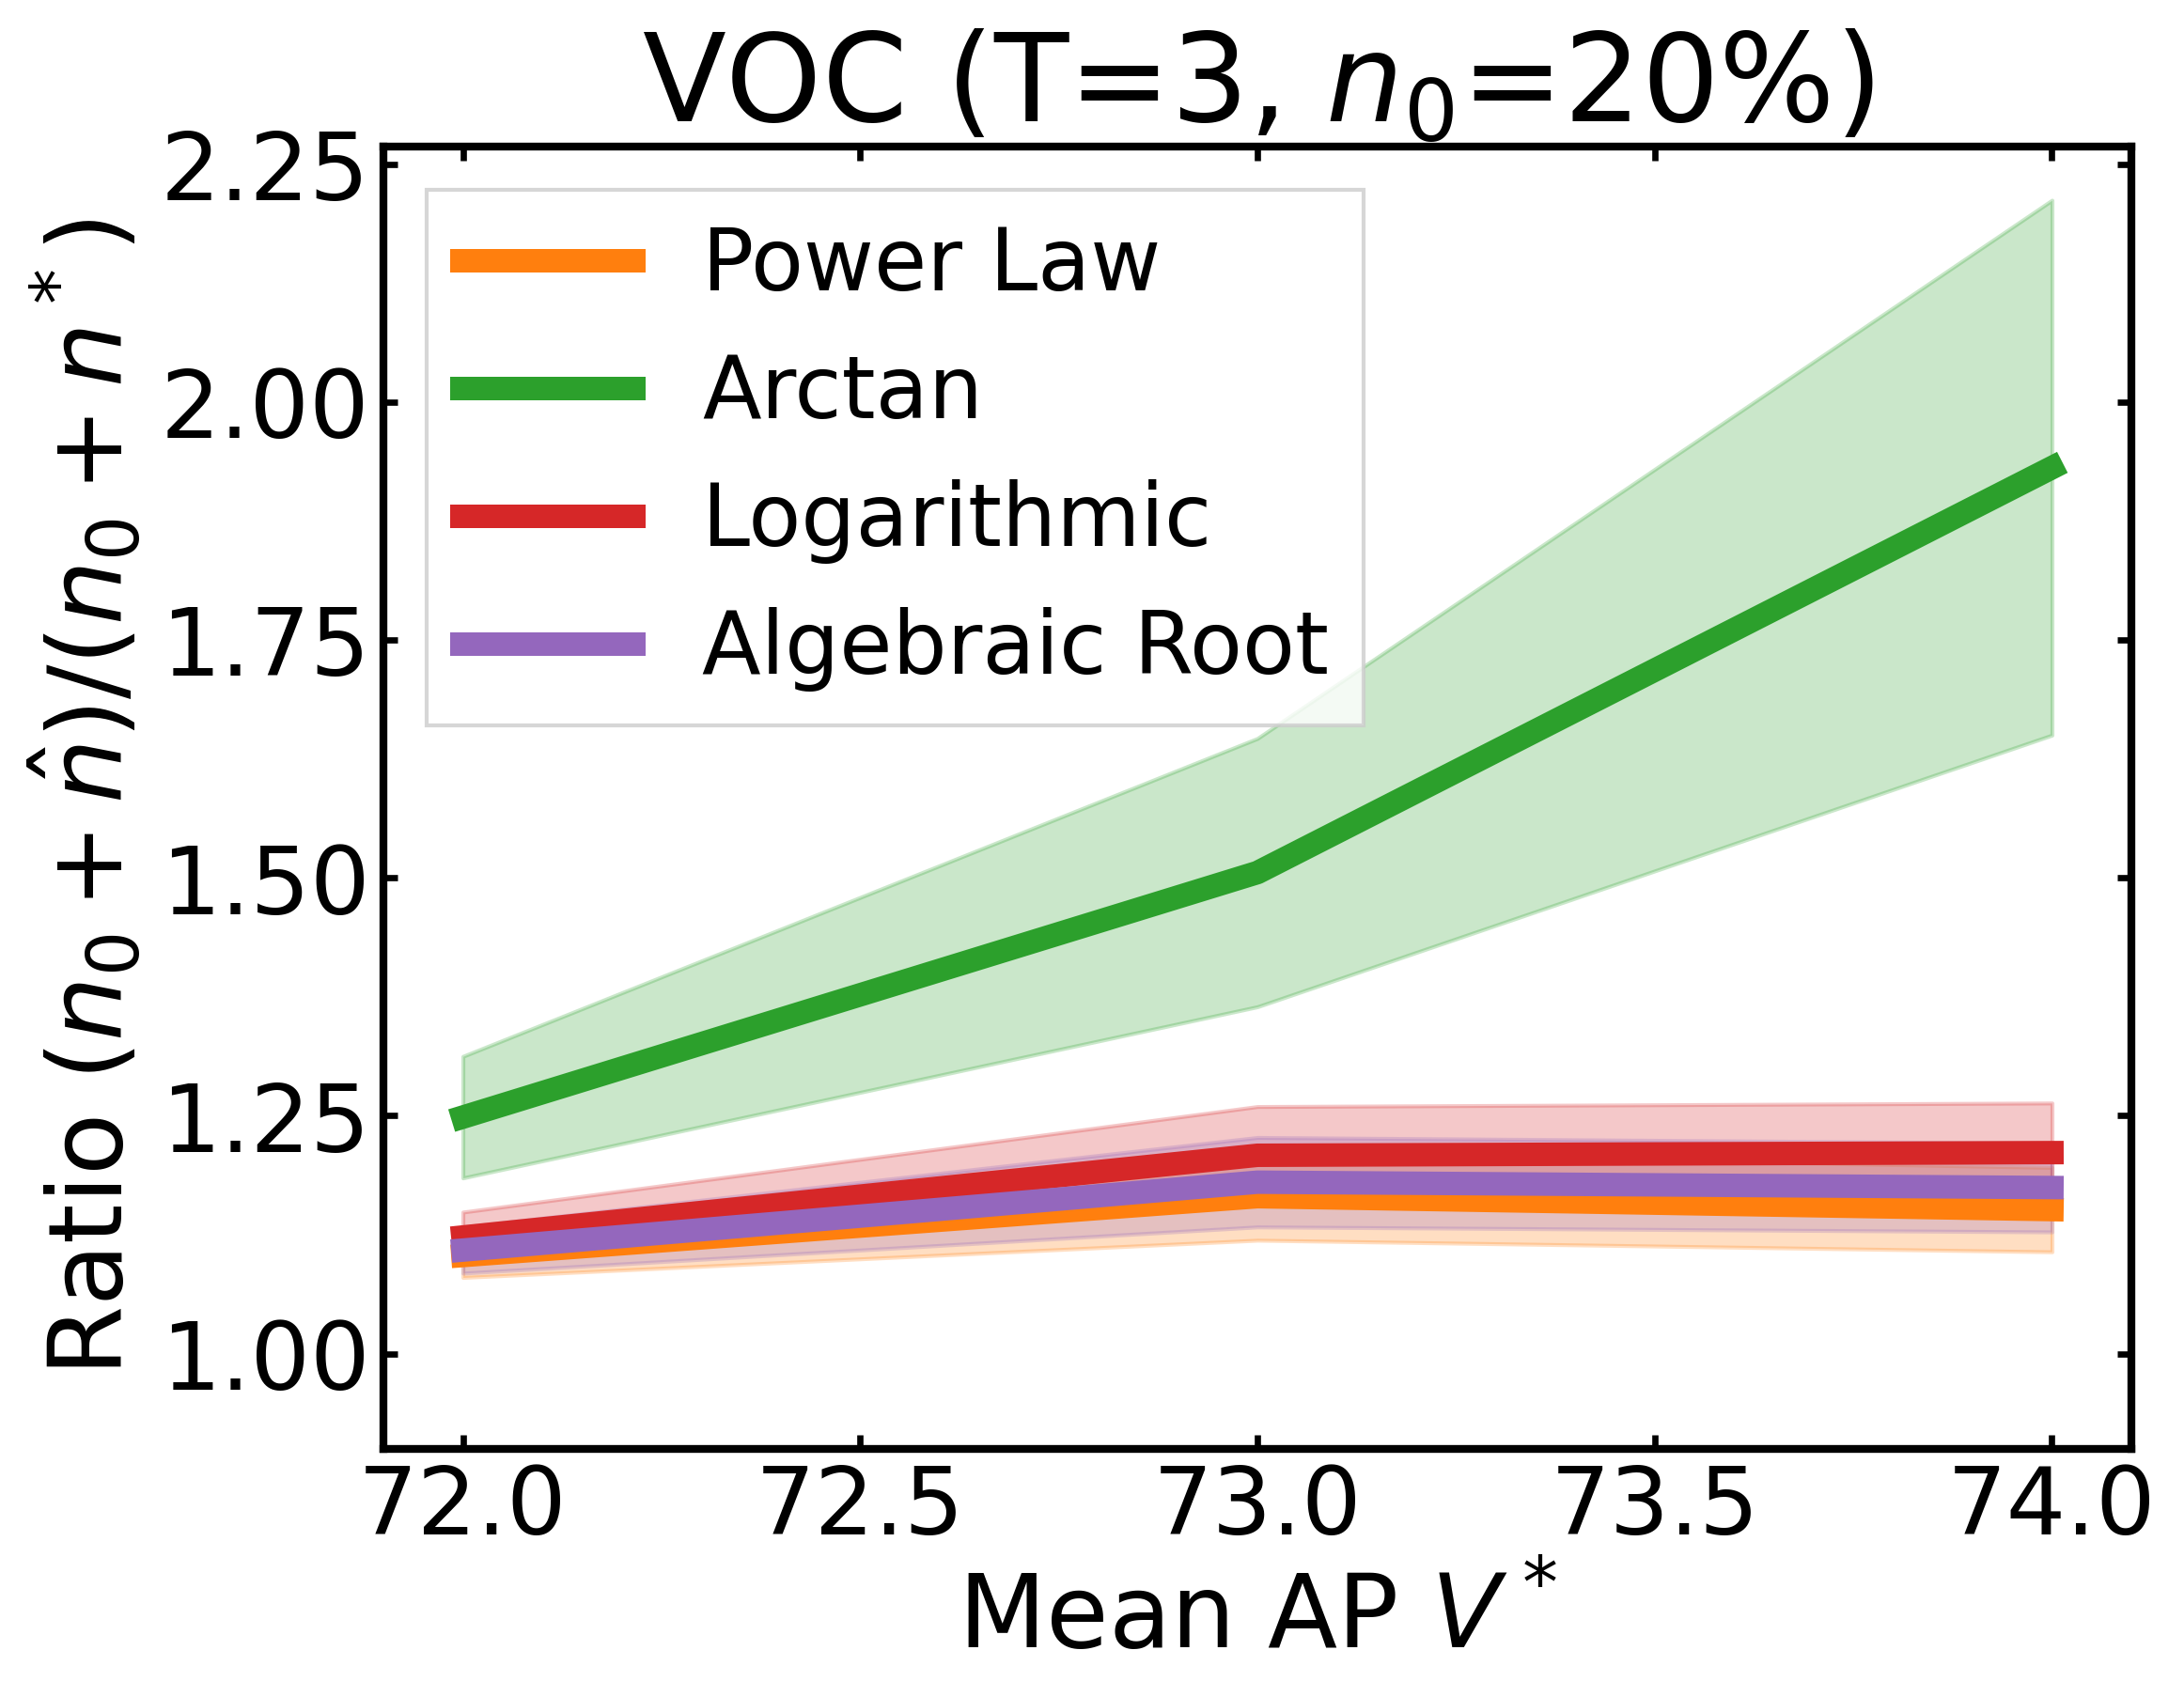 VOC (T=3, n₀=20%)
Ratio (n₀ + n̂)/(n₀ + n*)
2.25
2.00
1.75
1.50
1.25
1.00
Power Law
Arctan
Logarithmic
Algebraic Root
72.0 72.5 73.0 73.5 74.0
Mean AP V*